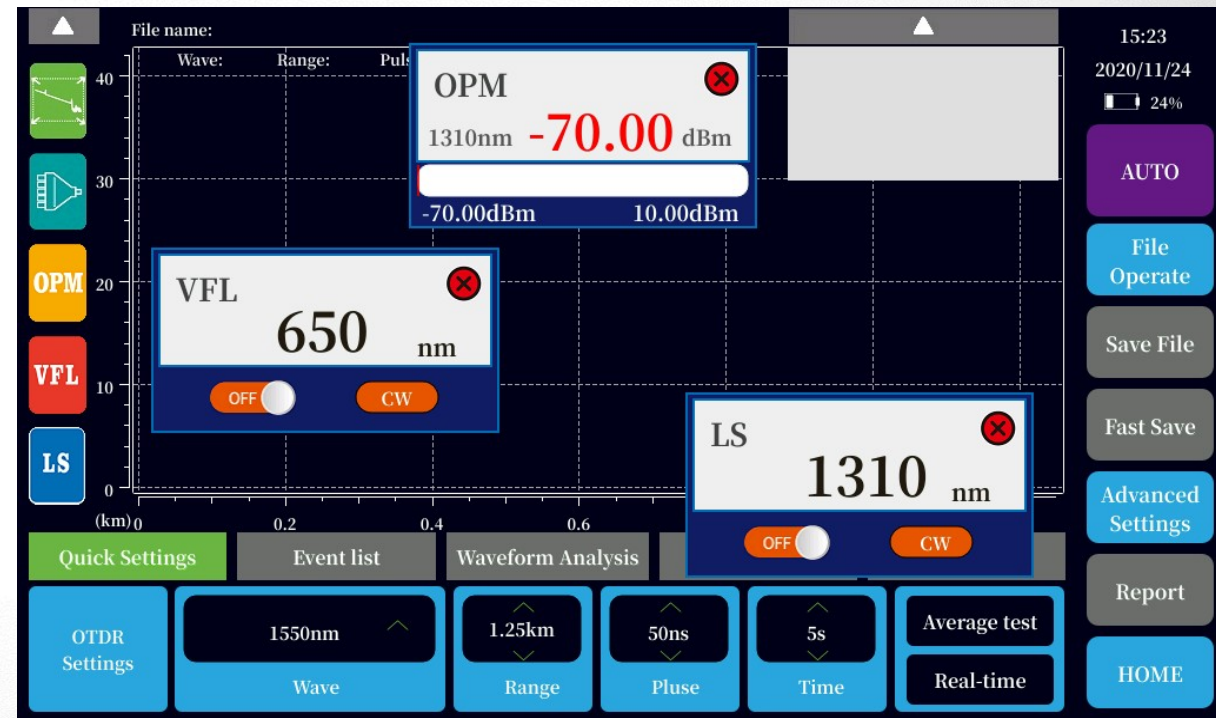 File name:
15:23
2020/11/24
24%
Wave: Range: Puls
40
30
20
10
0
OPM
1310nm -70.00 dBm
-70.00dBm 10.00dBm
AUTO
OPM
VFL
LS
VFL
650 nm
OFF CW
File
Operate
Save File
Fast Save
LS
1310 nm
OFF CW
Advanced
Settings
(km) 0 0.2 0.4 0.6
Quick Settings Event list Waveform Analysis
Report
OTDR
Settings
1550nm
Wave
1.25km
Range
50ns
Pluse
5s
Time
Average test
Real-time
HOME